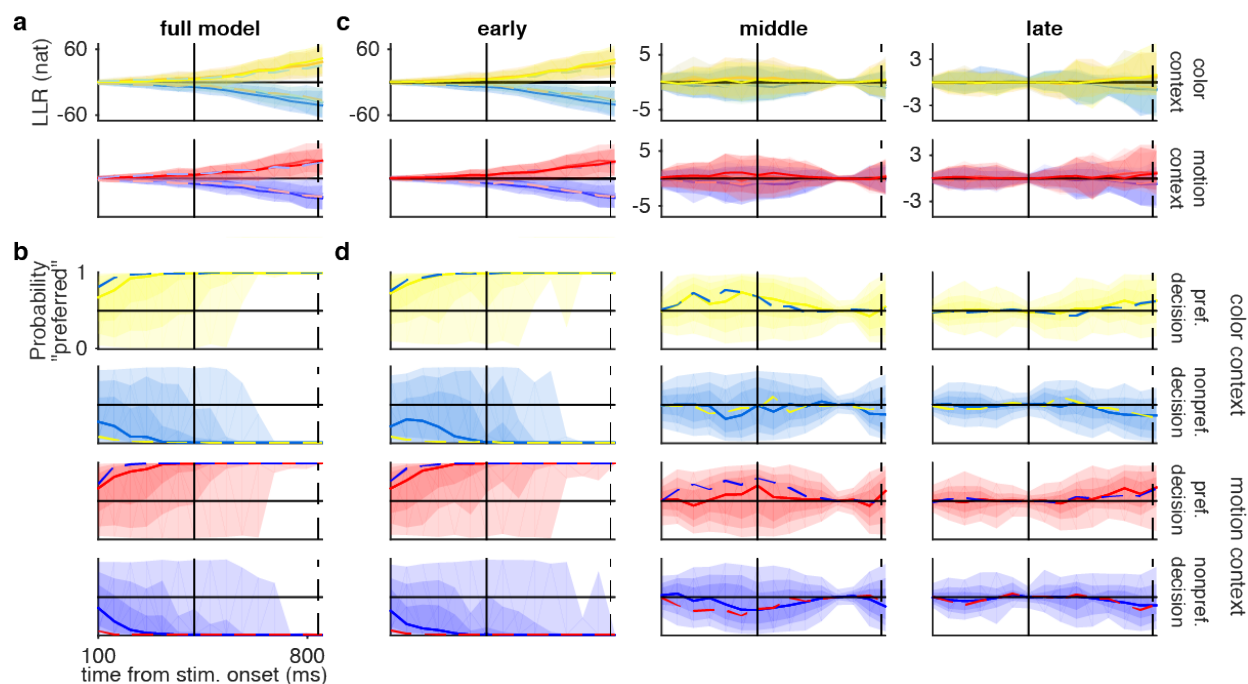 a
full model
c
early
middle
late
LLR (nat)
60
-60
5
-5
3
-3
color
context
5
-5
3
-3
motion
context
b
d
Probability
"preferred"
1
0
pref.
decision
nonpref.
decision
color context
pref.
decision
nonpref.
decision
motion context
100
800
time from stim. onset (ms)